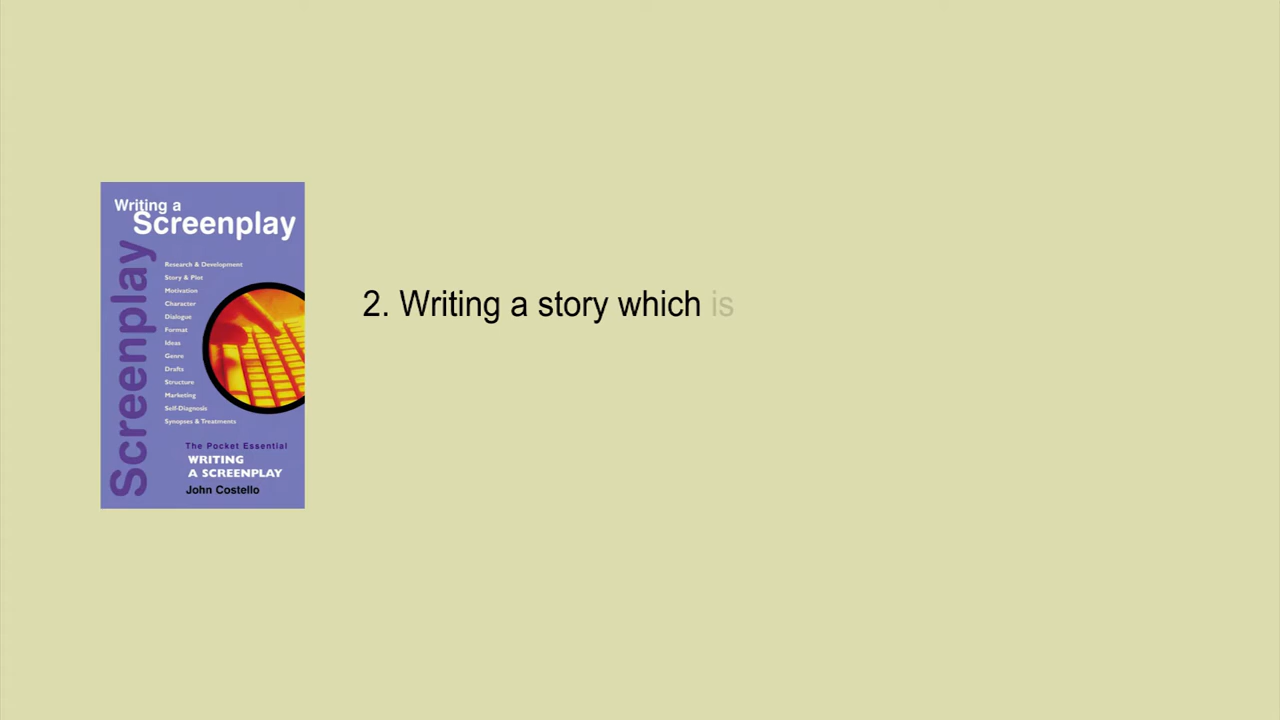 Writing a
Screenplay
Screenplay
Research & Development
Story & Plot
Motivation
Character
Dialogue
Format
Ideas
Genre
Drafts
Structure
Marketing
Self-Diagnosis
Synopses & Treatments
The Pocket Essential
WRITING
A SCREENPLAY
John Costello
2. Writing a story which is